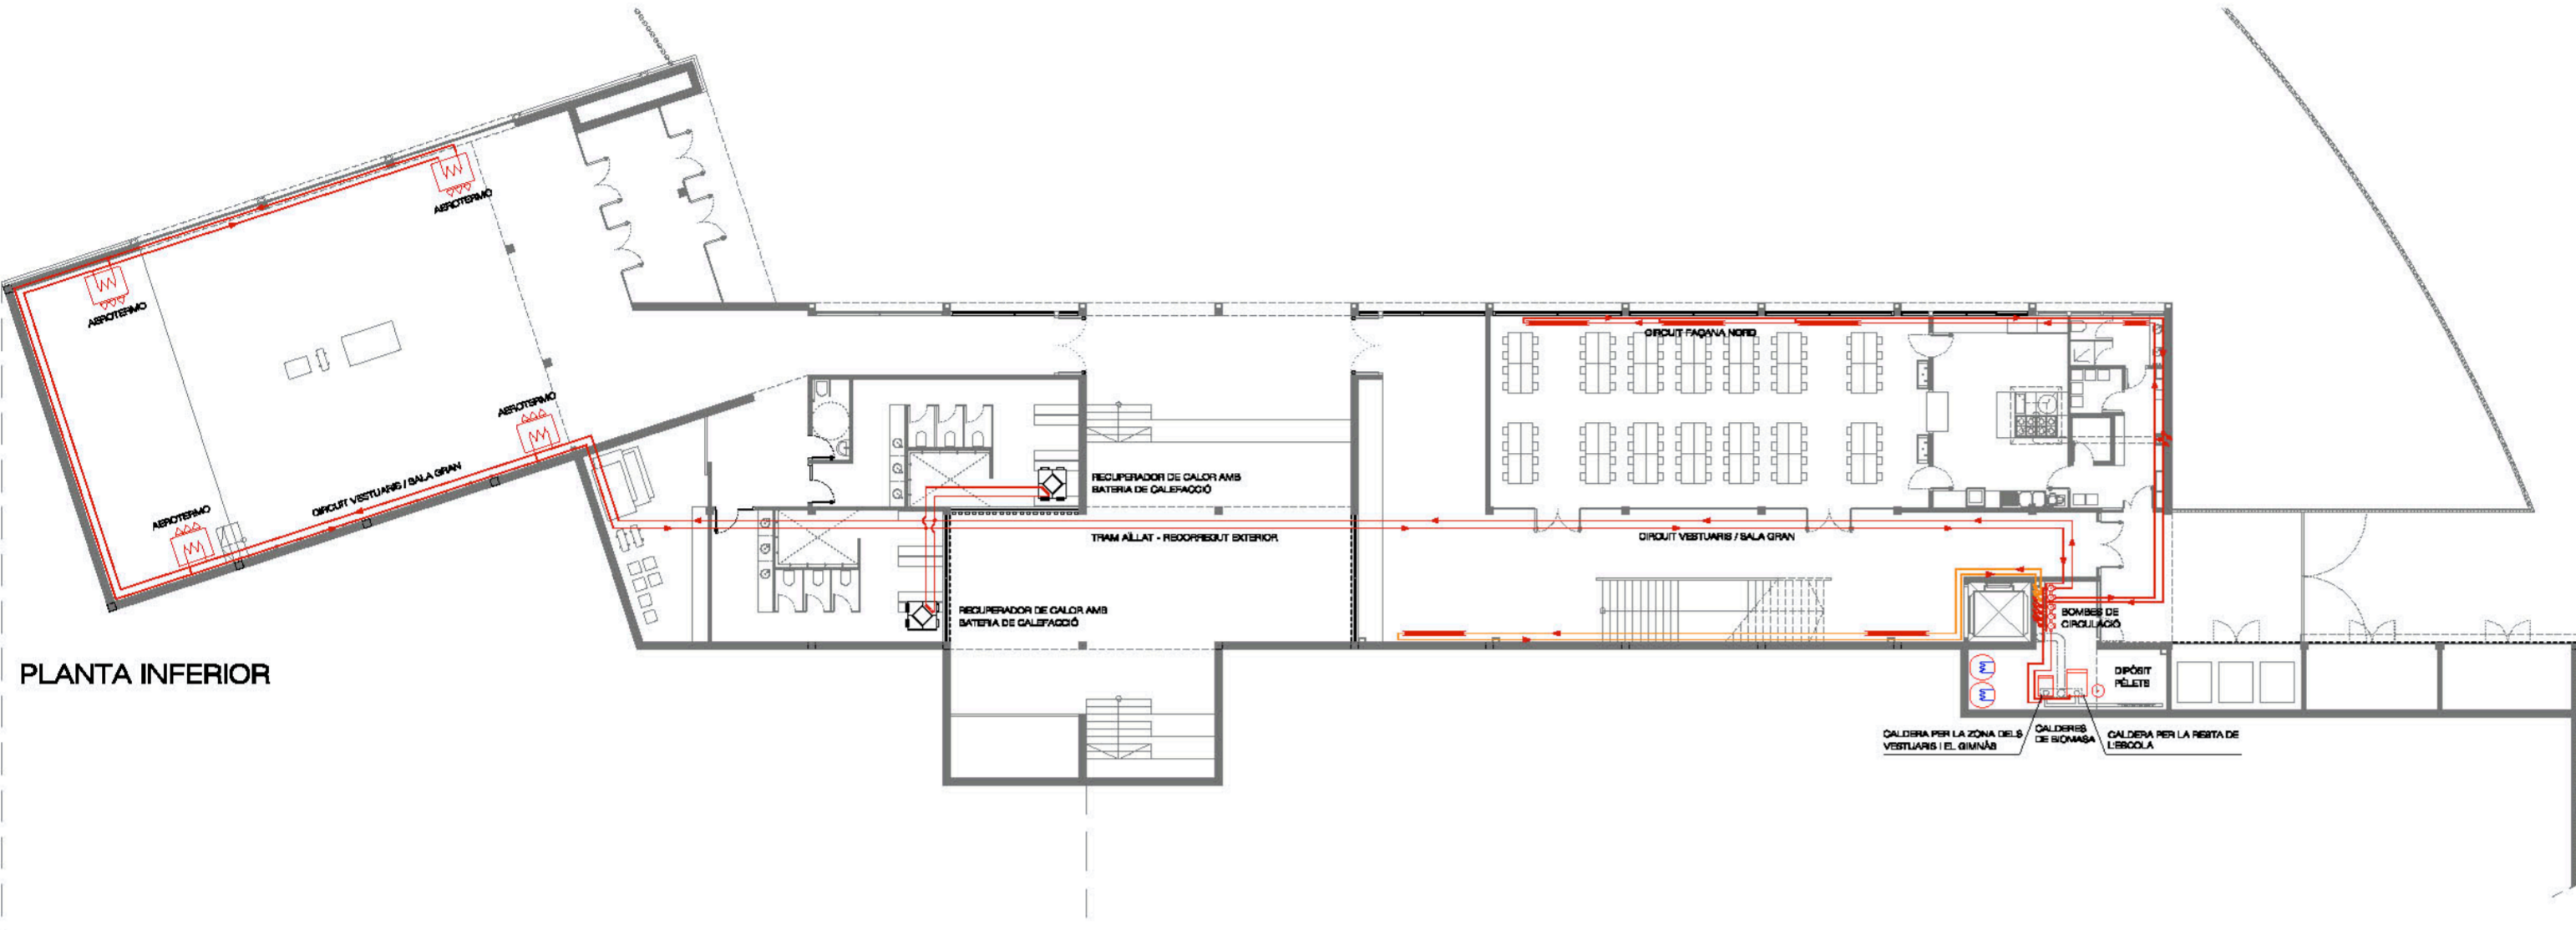 AEROTERMO
AEROTERMO
AEROTERMO
AEROTERMO
CIRCUIT VESTUARIS / SALA GRAN
CIRCUIT FAÇANA NORD
RECUPERADOR DE CALOR AMB
BATERIA DE CALEFACCIÓ
TRAM AÏLLAT - RECORREGUT EXTERIOR
CIRCUIT VESTUARIS / SALA GRAN
RECUPERADOR DE CALOR AMB
BATERIA DE CALEFACCIÓ
BOMBES DE
CIRCULACIÓ
PLANTA INFERIOR
DIPÒSIT
PÈLETS
CALDERA PER LA ZONA DELS
VESTUARIS I EL GIMNÀS
CALDERES
DE BIOMASA
CALDERA PER LA RESTA DE
L'ESCOLA